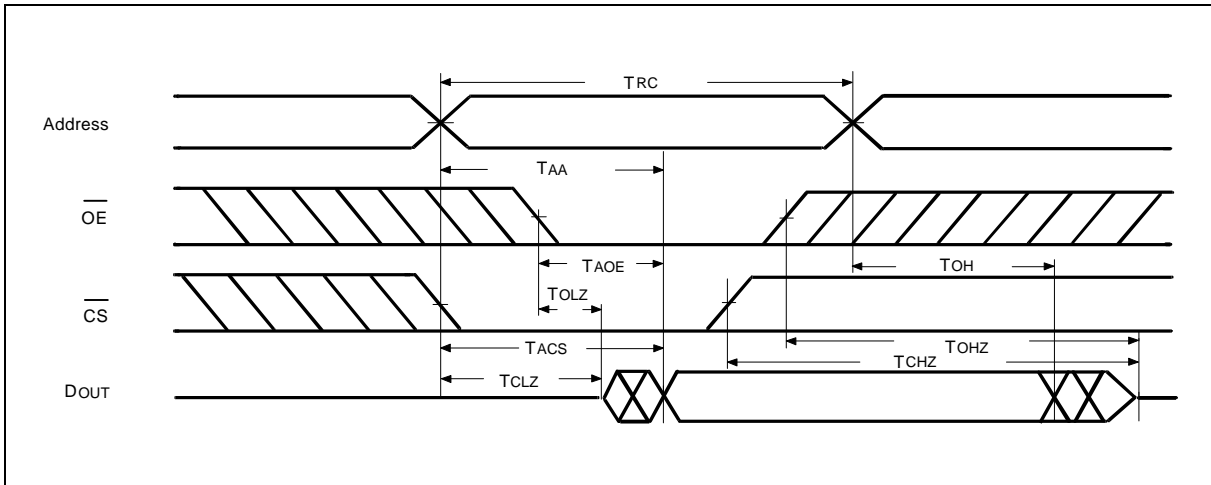 TRC
Address
TAA
OE
TAOE
TOH
TOLZ
CS
TACS
TOHZ
TCHZ
TCLZ
DOUT